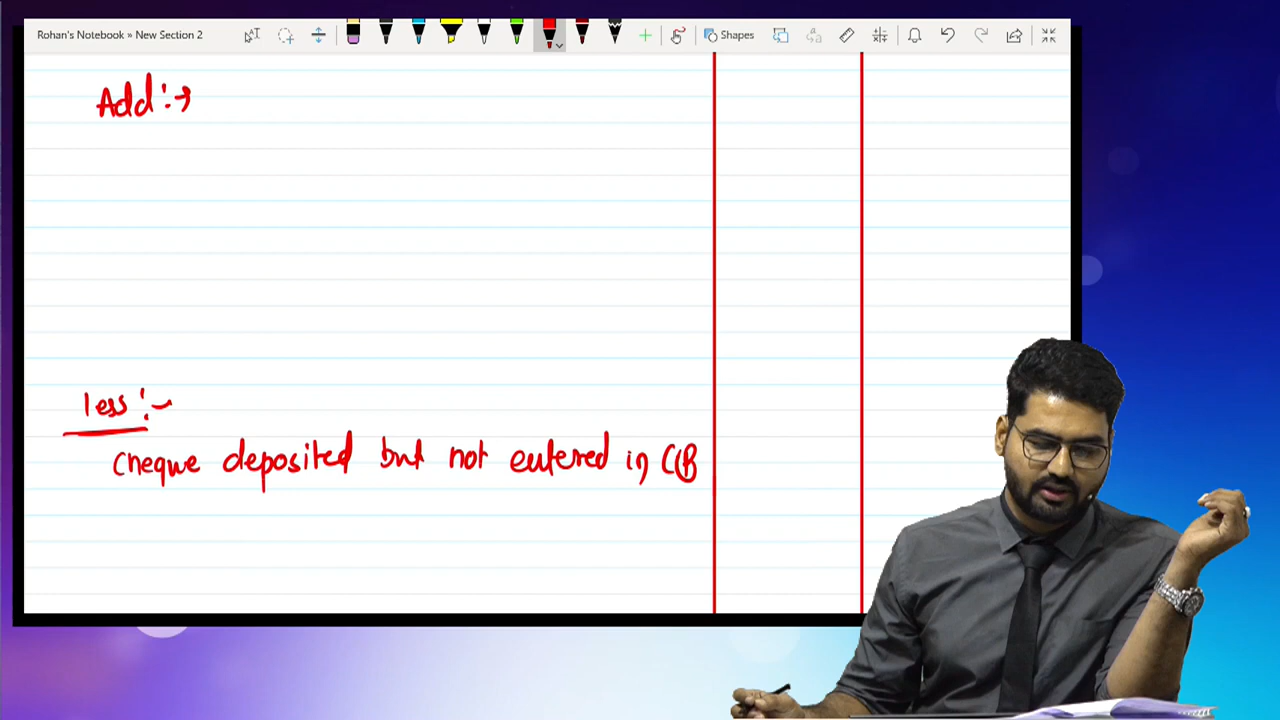 Rohan's Notebook » New Section 2
Shapes
Add :→
less :-
Cheque deposited but not entered in CB